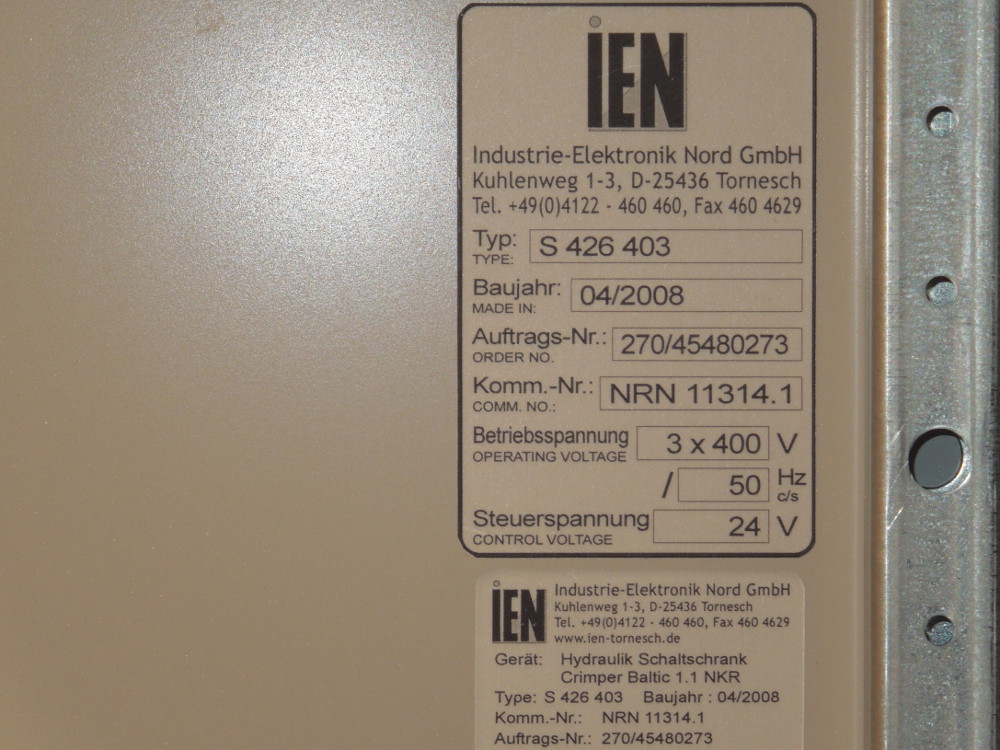 iEN
Industrie-Elektronik Nord GmbH
Kuhlenweg 1-3, D-25436 Tornesch
Tel. +49(0)4122 - 460 460, Fax 460 4629
Typ: S 426 403
TYPE:
Baujahr: 04/2008
MADE IN:
Auftrags-Nr.: 270/45480273
ORDER NO.
Komm.-Nr.: NRN 11314.1
COMM. NO.:
Betriebsspannung 3 x 400 V
OPERATING VOLTAGE
/ 50 Hz
c/s
Steuerspannung 24 V
CONTROL VOLTAGE
iEN
Industrie-Elektronik Nord GmbH
Kuhlenweg 1-3, D-25436 Tornesch
Tel. +49(0)4122 - 460 460, Fax 460 4629
www.ien-tornesch.de
Gerät: Hydraulik Schaltschrank
Crimper Baltic 1.1 NKR
Type: S 426 403 Baujahr : 04/2008
Komm.-Nr.: NRN 11314.1
Auftrags-Nr.: 270/45480273